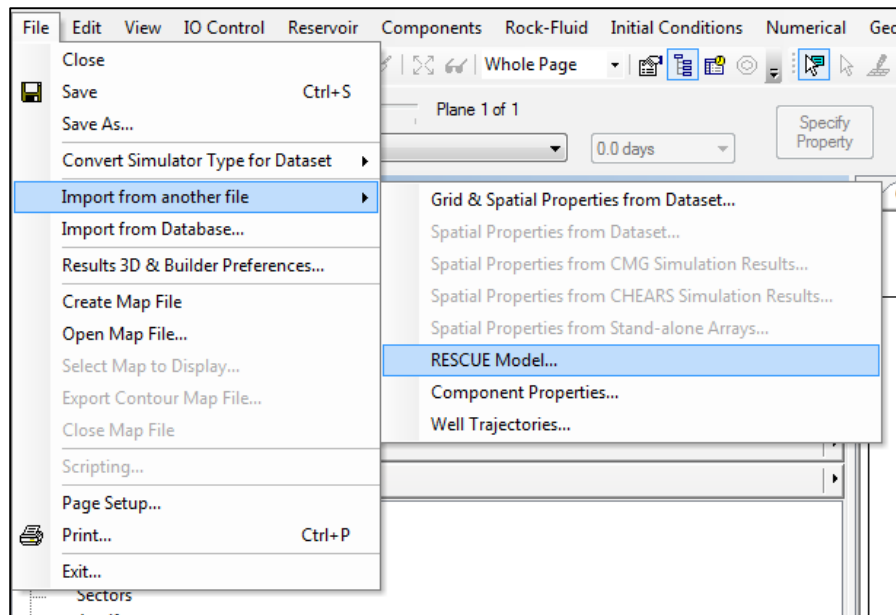 File Edit View IO Control Reservoir Components Rock-Fluid Initial Conditions Numerical Geo
Whole Page
Plane 1 of 1
0.0 days
Specify
Property
Close
Save Ctrl+S
Save As...
Convert Simulator Type for Dataset
Import from another file
Import from Database...
Results 3D & Builder Preferences...
Create Map File
Open Map File...
Select Map to Display...
Export Contour Map File...
Close Map File
Scripting...
Page Setup...
Print... Ctrl+P
Exit...
Grid & Spatial Properties from Dataset...
Spatial Properties from Dataset...
Spatial Properties from CMG Simulation Results...
Spatial Properties from CHEARS Simulation Results...
Spatial Properties from Stand-alone Arrays...
RESCUE Model...
Component Properties...
Well Trajectories...
Sectors